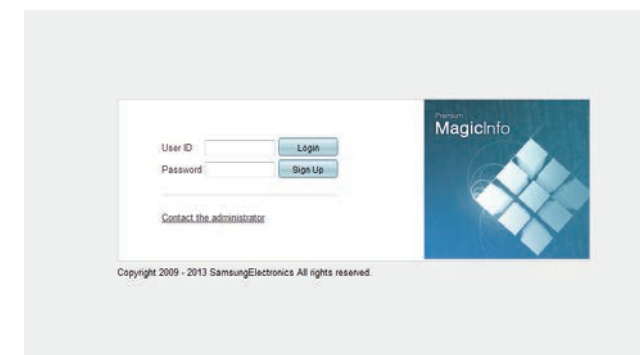 Premium
MagicInfo
User ID
Login
Password
Sign Up
Contact the administrator
Copyright 2009 - 2013 SamsungElectronics All rights reserved.